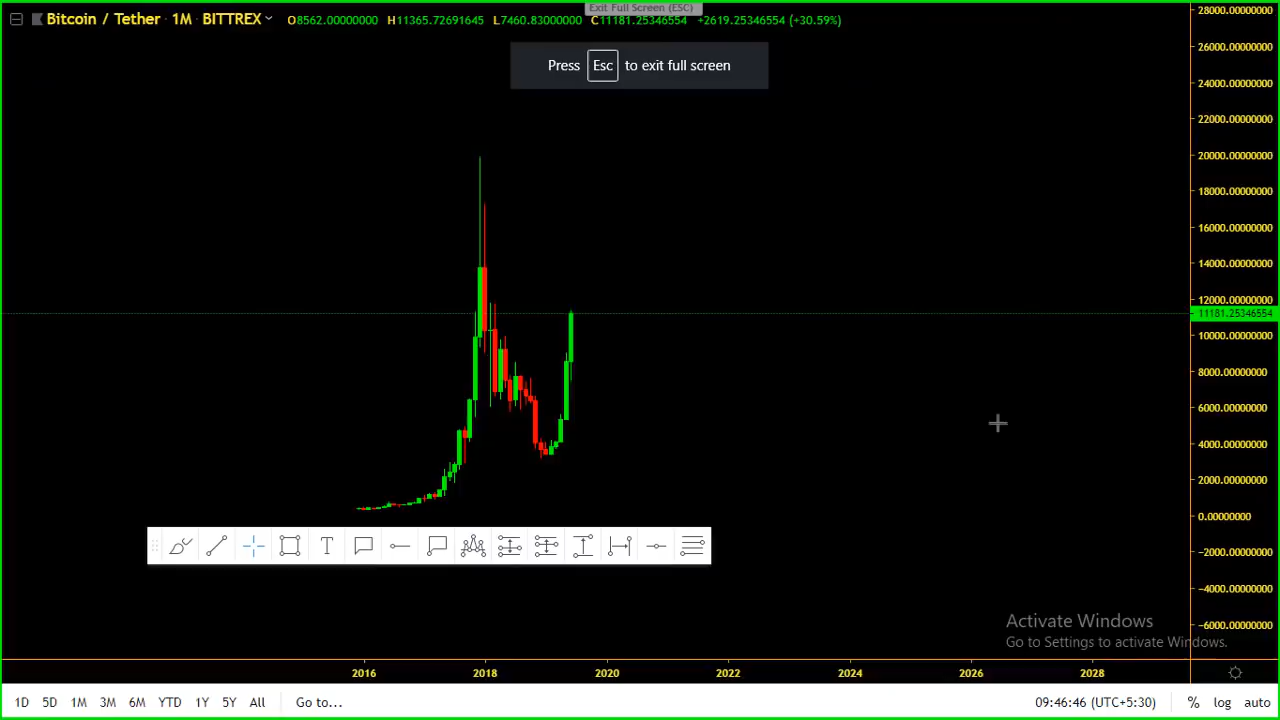 Bitcoin / Tether · 1M · BITTREX O8562.00000000 H11365.72691645 L7460.83000000 C11181.25346554 +2619.25346554 (+30.59%)
Exit Full Screen (ESC)
Press Esc to exit full screen
28000.00000000
26000.00000000
24000.00000000
22000.00000000
20000.00000000
18000.00000000
16000.00000000
14000.00000000
12000.00000000
11181.25346554
10000.00000000
8000.00000000
6000.00000000
4000.00000000
2000.00000000
0.00000000
−2000.00000000
−4000.00000000
−6000.00000000
T
Activate Windows
Go to Settings to activate Windows.
2016 2018 2020 2022 2024 2026 2028
1D 5D 1M 3M 6M YTD 1Y 5Y All Go to... 09:46:46 (UTC+5:30) % log auto